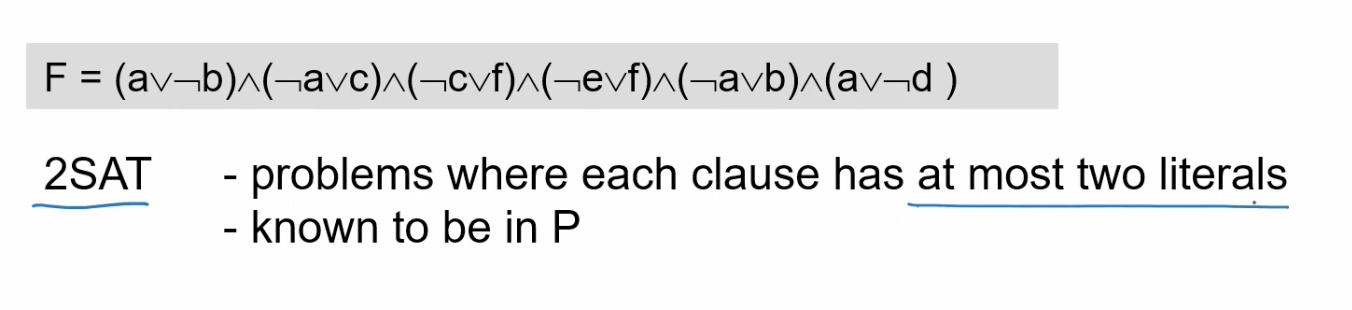 F = (a∨¬b)∧(¬a∨c)∧(¬c∨f)∧(¬e∨f)∧(¬a∨b)∧(a∨¬d )
2SAT - problems where each clause has at most two literals
- known to be in P